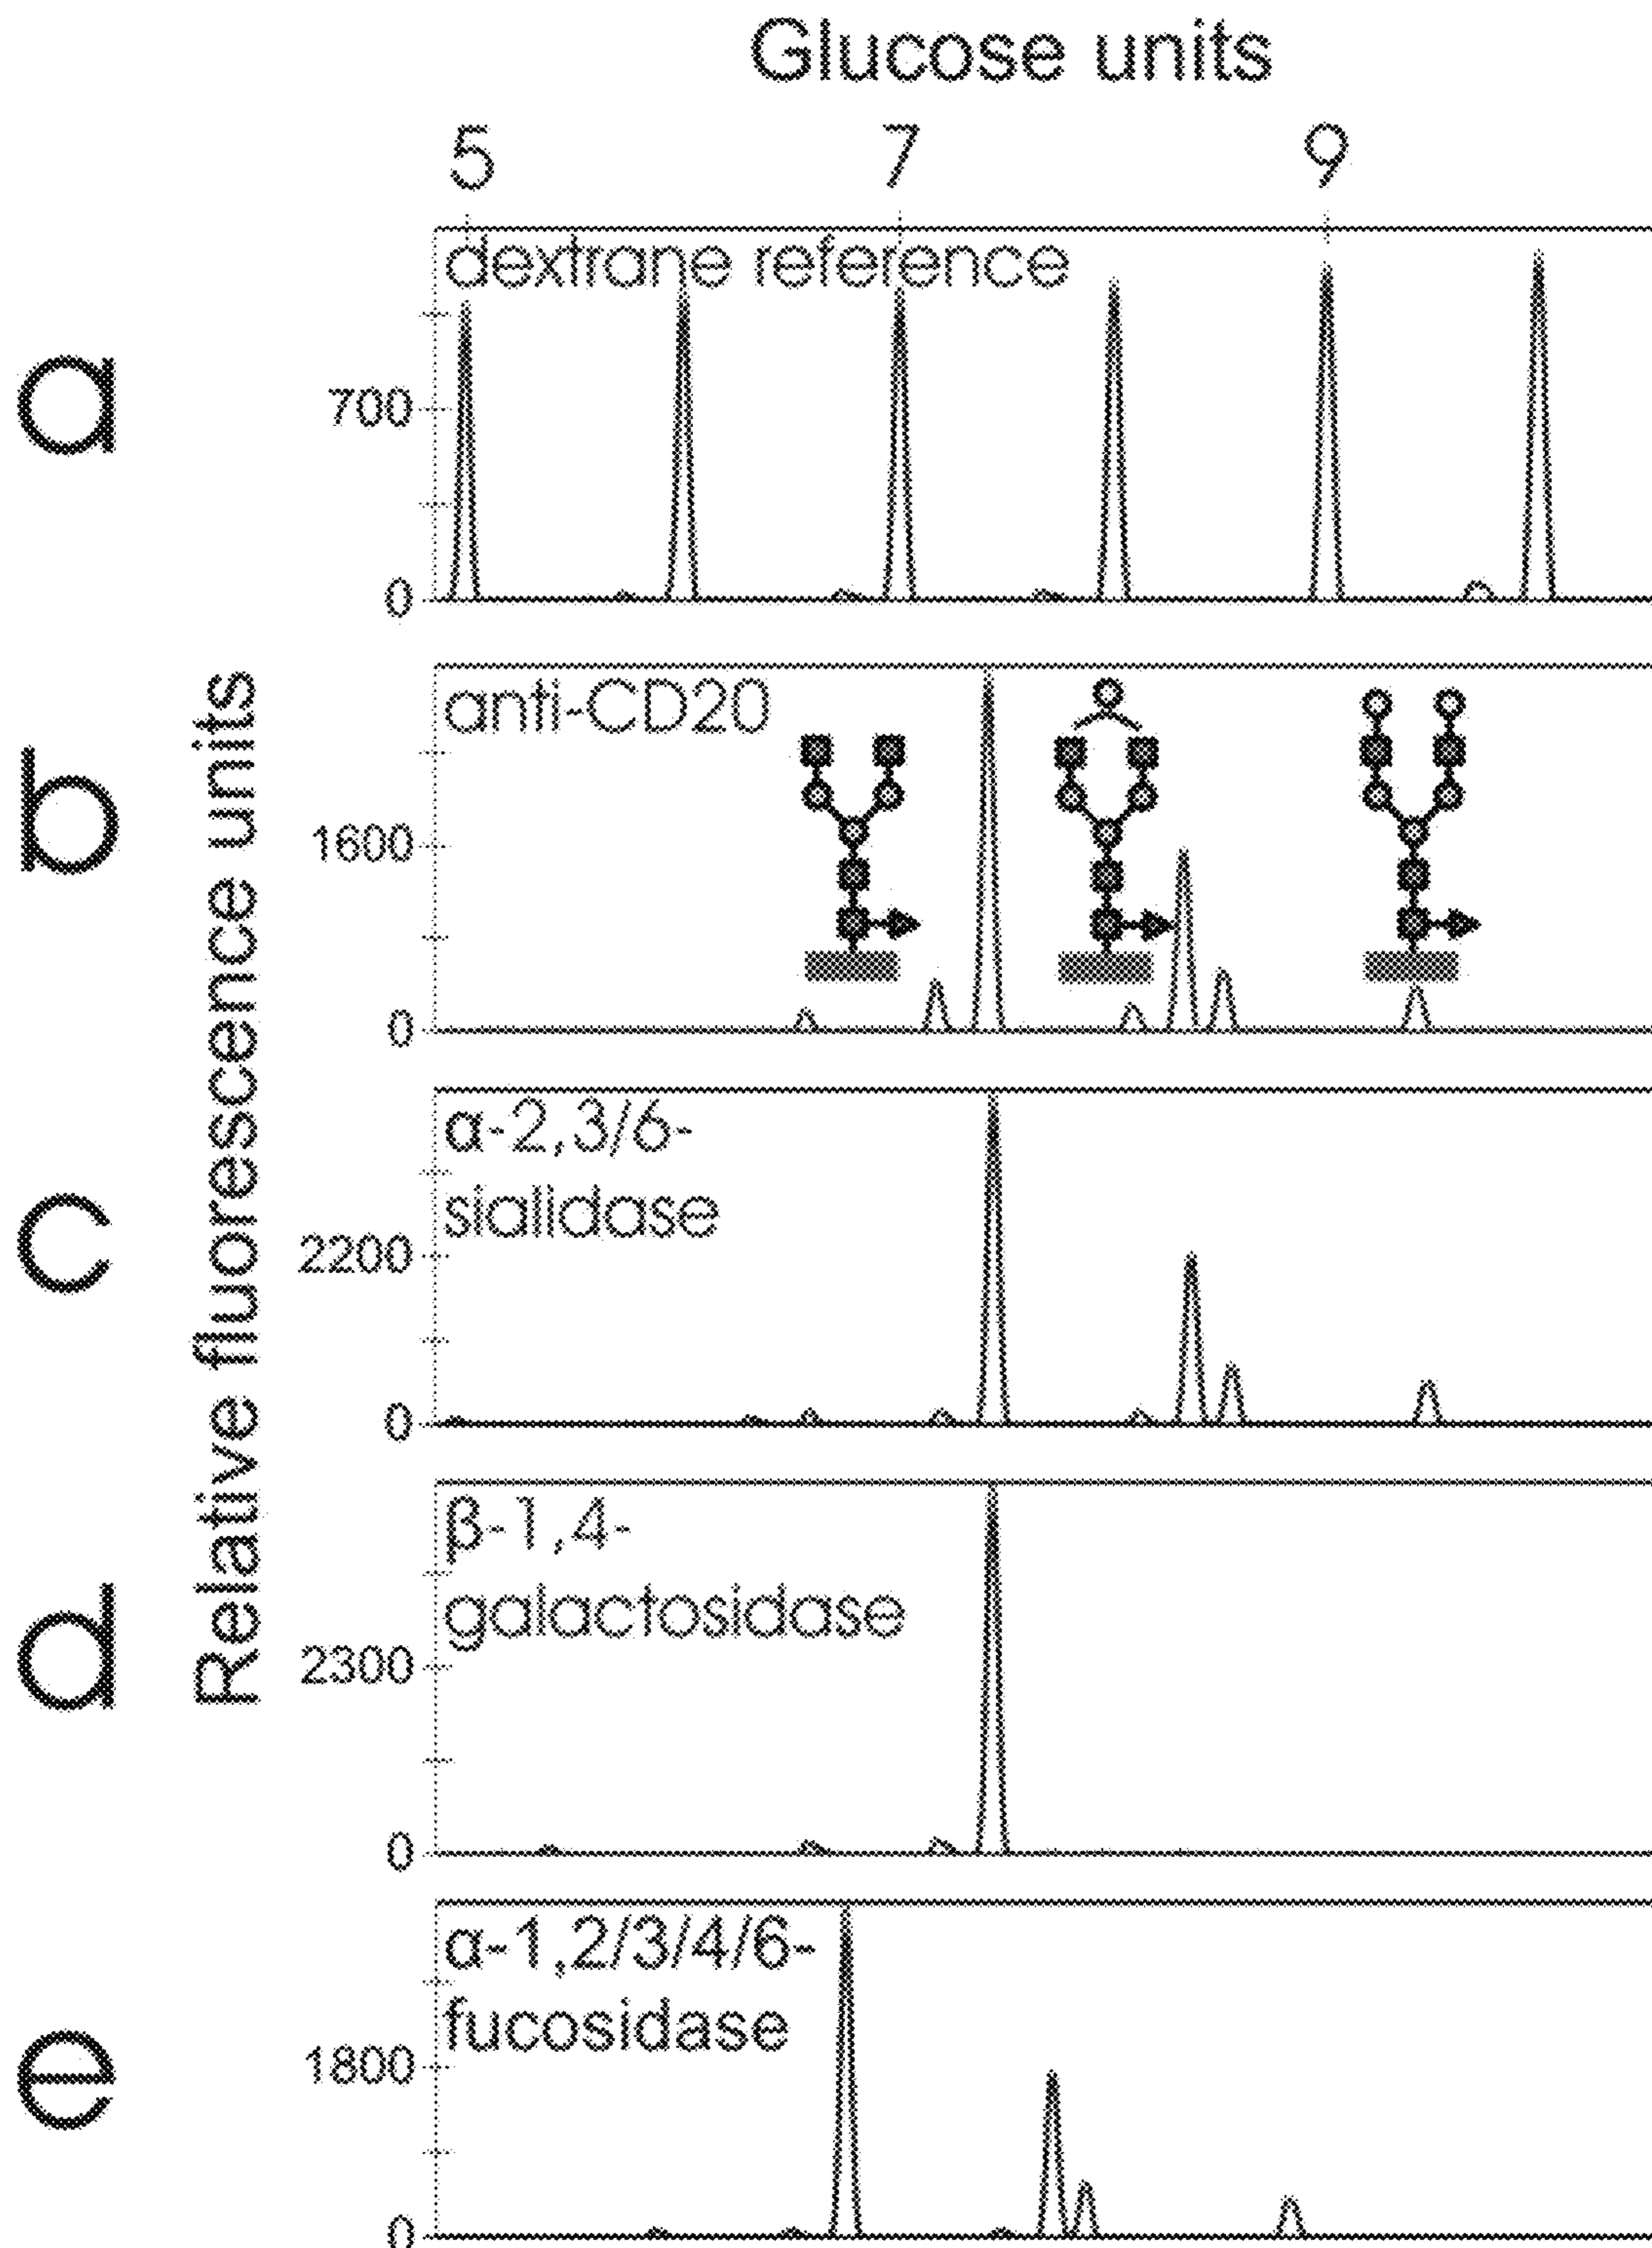 Glucose units
5 7 9
a
dextrane reference
700
0
Relative fluorescence units
b
anti-CD20
1600
0
c
α-2,3/6-
sialidase
2200
0
d
β-1,4-
galactosidase
2300
0
e
α-1,2/3/4/6-
fucosidase
1800
0